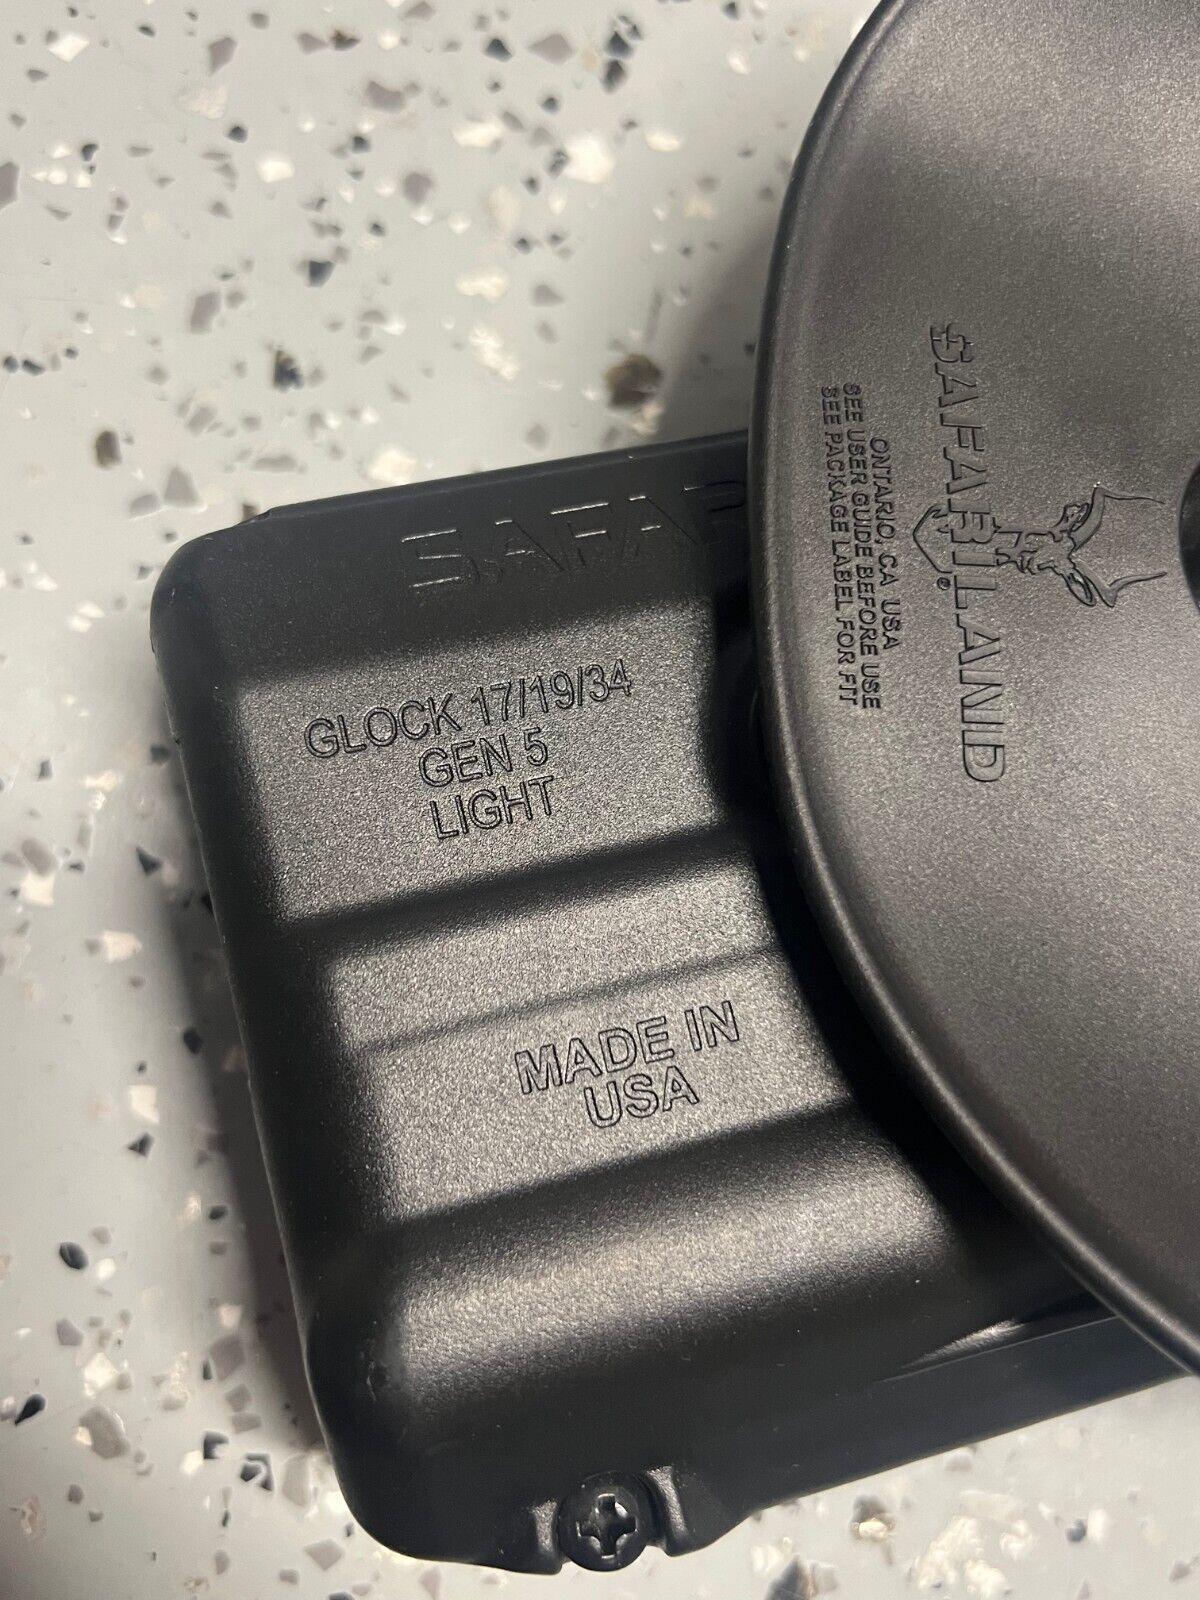 SAFAR
GLOCK 17/19/34
GEN 5
LIGHT
MADE IN
USA
SAFARILAND®
ONTARIO, CA USA
SEE USER GUIDE BEFORE USE
SEE PACKAGE LABEL FOR FIT